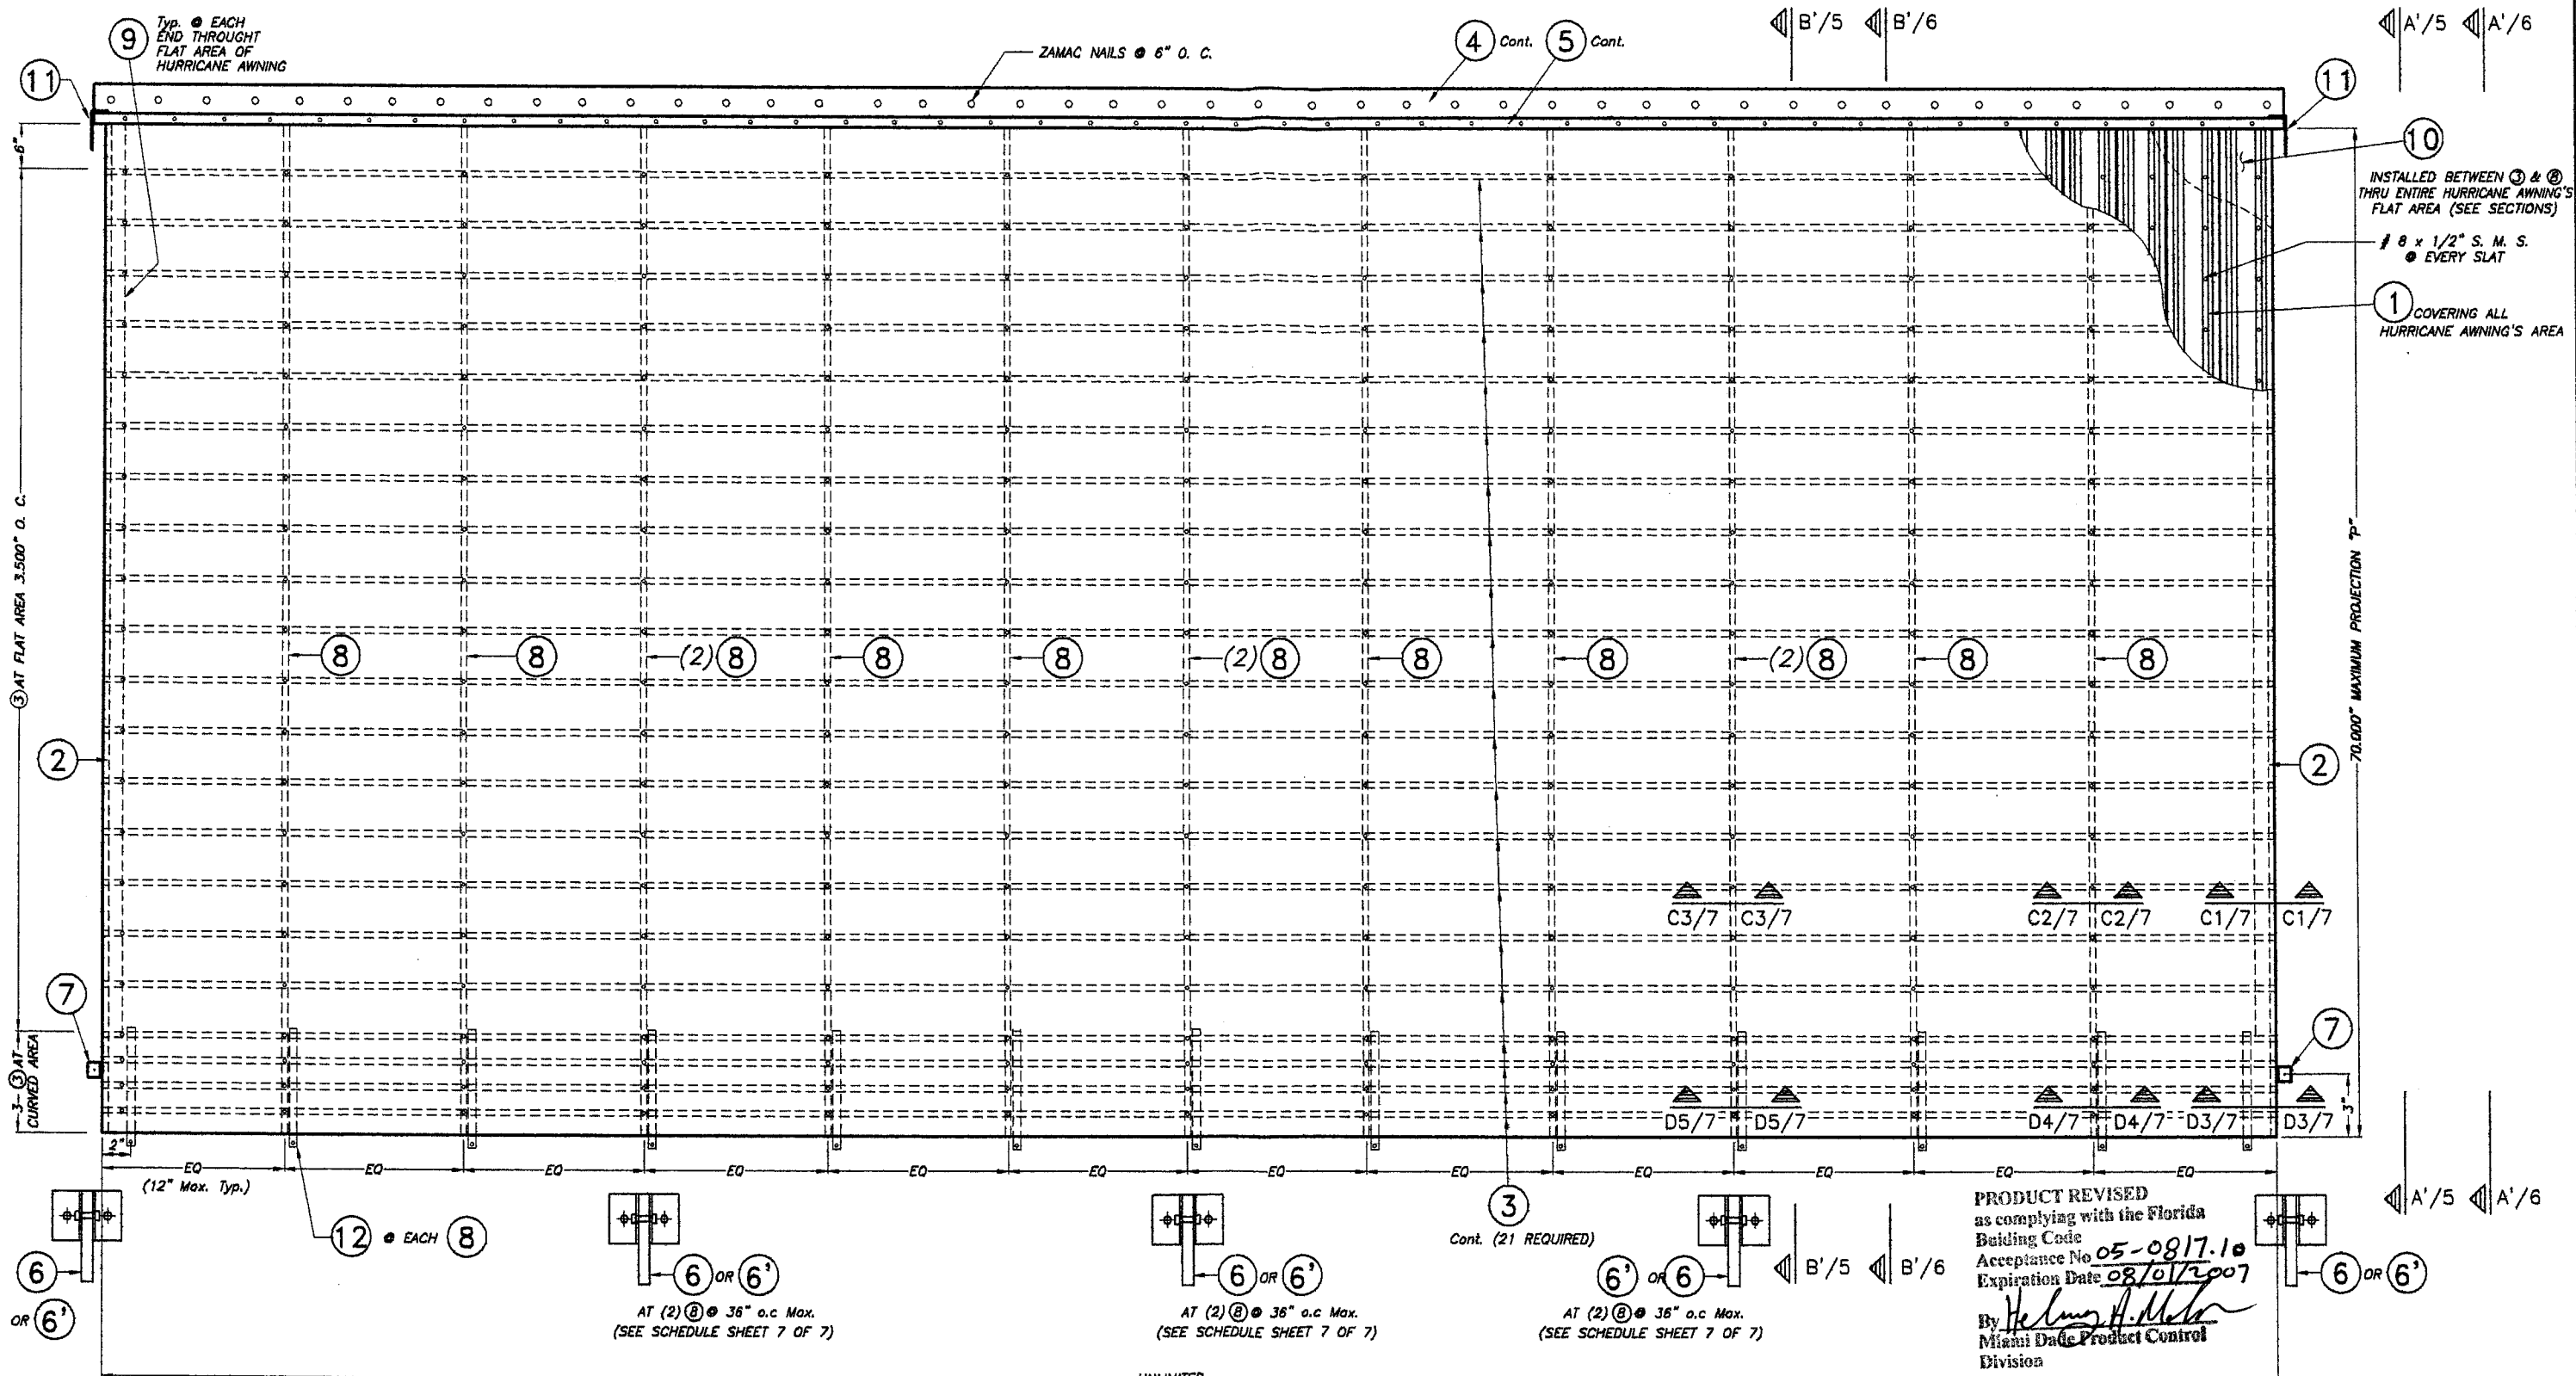 9
Typ. @ EACH
END THROUGHT
FLAT AREA OF
HURRICANE AWNING
ZAMAC NAILS @ 6" O. C.
4 Cont. 5 Cont.
B'/5 B'/6
A'/5 A'/6
11
11
6"
10
INSTALLED BETWEEN 3 & 8
THRU ENTIRE HURRICANE AWNING'S
FLAT AREA (SEE SECTIONS)
# 8 x 1/2" S. M. S.
@ EVERY SLAT
1 COVERING ALL
HURRICANE AWNING'S AREA
3 AT FLAT AREA 3.500" O. C.
70.000" MAXIMUM PROJECTION "P"
8 8 (2) 8 8 8 (2) 8 8 8 (2) 8 8 8
2
2
C3/7 C3/7 C2/7 C2/7 C1/7 C1/7
7
7
3-3 AT
CURVED AREA
D5/7 D5/7 D4/7 D4/7 D3/7 D3/7
3"
2"
EQ EQ EQ EQ EQ EQ EQ EQ EQ EQ EQ EQ
(12" Max. Typ.)
12 @ EACH 8
3
Cont. (21 REQUIRED)
6
OR 6'
6 OR 6'
AT (2) 8 @ 36" o.c Max.
(SEE SCHEDULE SHEET 7 OF 7)
6 OR 6'
AT (2) 8 @ 36" o.c Max.
(SEE SCHEDULE SHEET 7 OF 7)
6' OR 6
AT (2) 8 @ 36" o.c Max.
(SEE SCHEDULE SHEET 7 OF 7)
B'/5 B'/6
A'/5 A'/6
6 OR 6'
PRODUCT REVISED
as complying with the Florida
Building Code
Acceptance No 05-0817.10
Expiration Date 08/01/2007
By
Miami Dade Product Control
Division
UNLIMITED